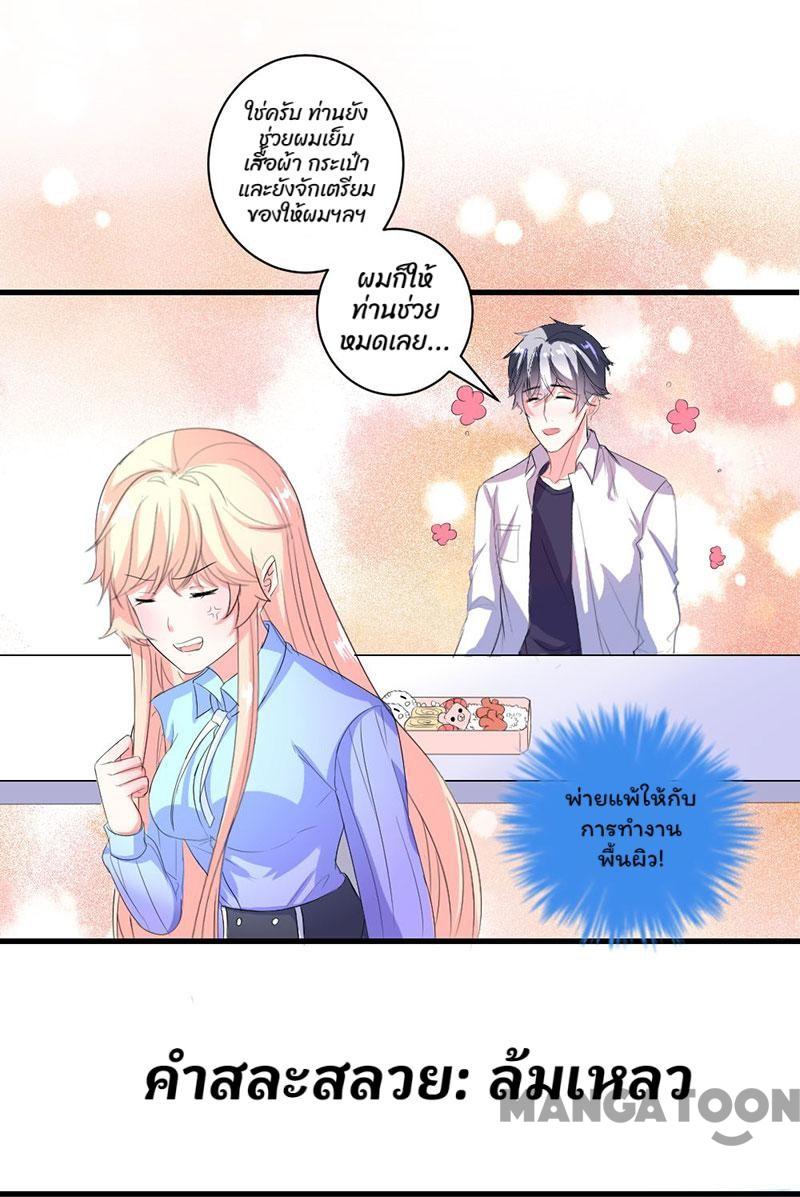 ใช่ครับ ท่านยัง
ช่วยผมเย็บ
เสื้อผ้า กระเป๋า
และยังจักเตรียม
ของให้ผมฯลฯ
ผมก็ให้
ท่านช่วย
หมดเลย...
พ่ายแพ้ให้กับ
การทำงาน
พื้นผิว!
คำสละสลวย: ล้มเหลว
MANGATOON